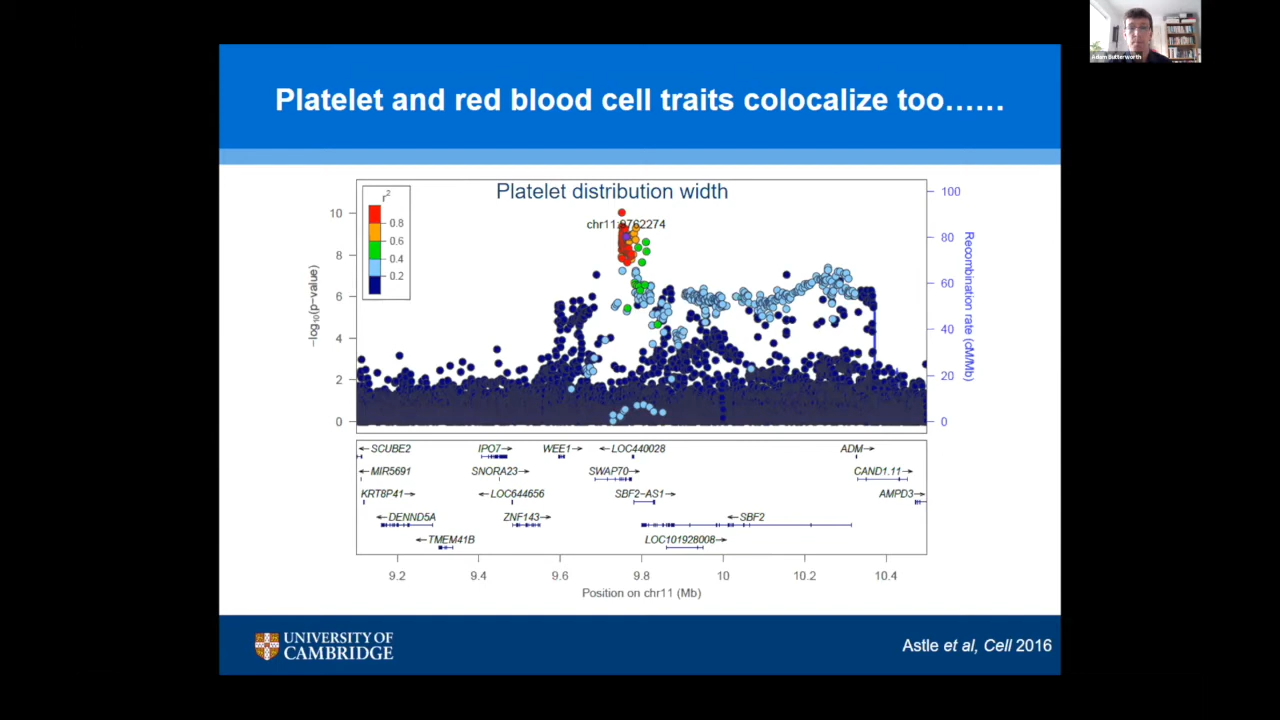 Adam Butterworth
Platelet and red blood cell traits colocalize too……
Platelet distribution width
r2
0.8
0.6
0.4
0.2
chr11:9762274
10
8
6
4
2
0
−log10(p−value)
100
80
60
40
20
0
Recombination rate (cM/Mb)
←SCUBE2
IPO7→
WEE1→
←LOC440028
ADM→
←MIR5691
SNORA23→
SWAP70→
CAND1.11→
KRT8P41→
←LOC644656
SBF2−AS1→
AMPD3→
←DENND5A
ZNF143→
←SBF2
←TMEM41B
LOC101928008→
9.2
9.4
9.6
9.8
10
10.2
10.4
Position on chr11 (Mb)
UNIVERSITY OF
CAMBRIDGE
Astle et al, Cell 2016